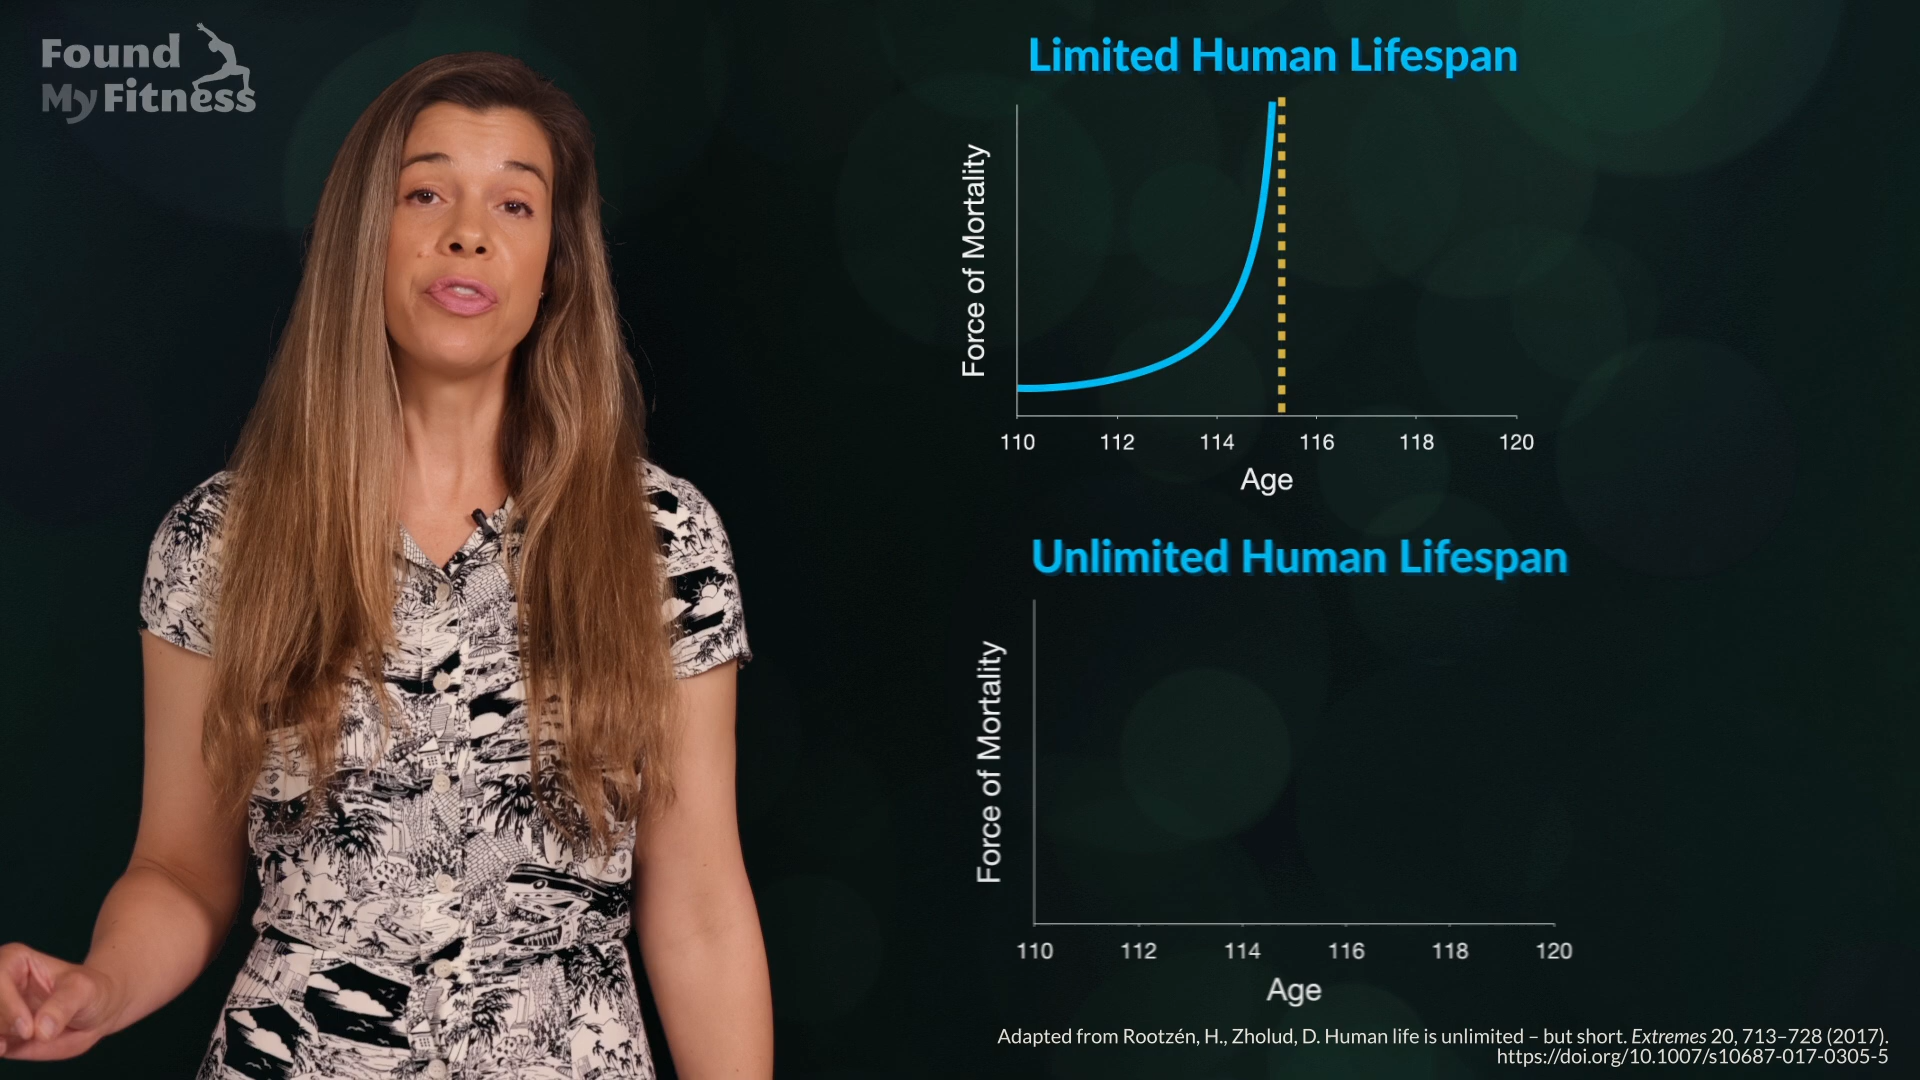 Found
My Fitness
Limited Human Lifespan
Force of Mortality
110 112 114 116 118 120
Age
Unlimited Human Lifespan
Force of Mortality
110 112 114 116 118 120
Age
Adapted from Rootzén, H., Zholud, D. Human life is unlimited – but short. Extremes 20, 713–728 (2017).
https://doi.org/10.1007/s10687-017-0305-5